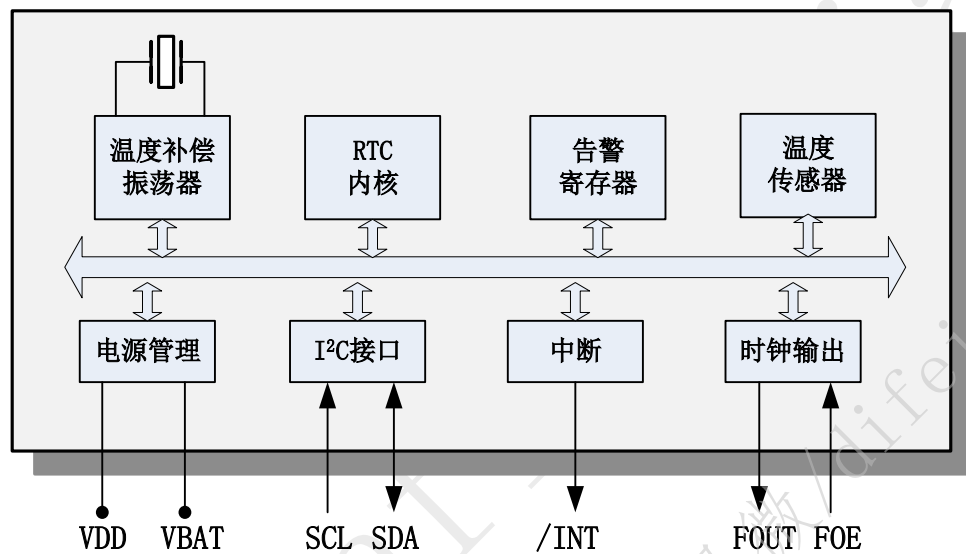 温度补偿
振荡器
RTC
内核
告警
寄存器
温度
传感器
电源管理
I²C接口
中断
时钟输出
VDD VBAT SCL SDA /INT FOUT FOE